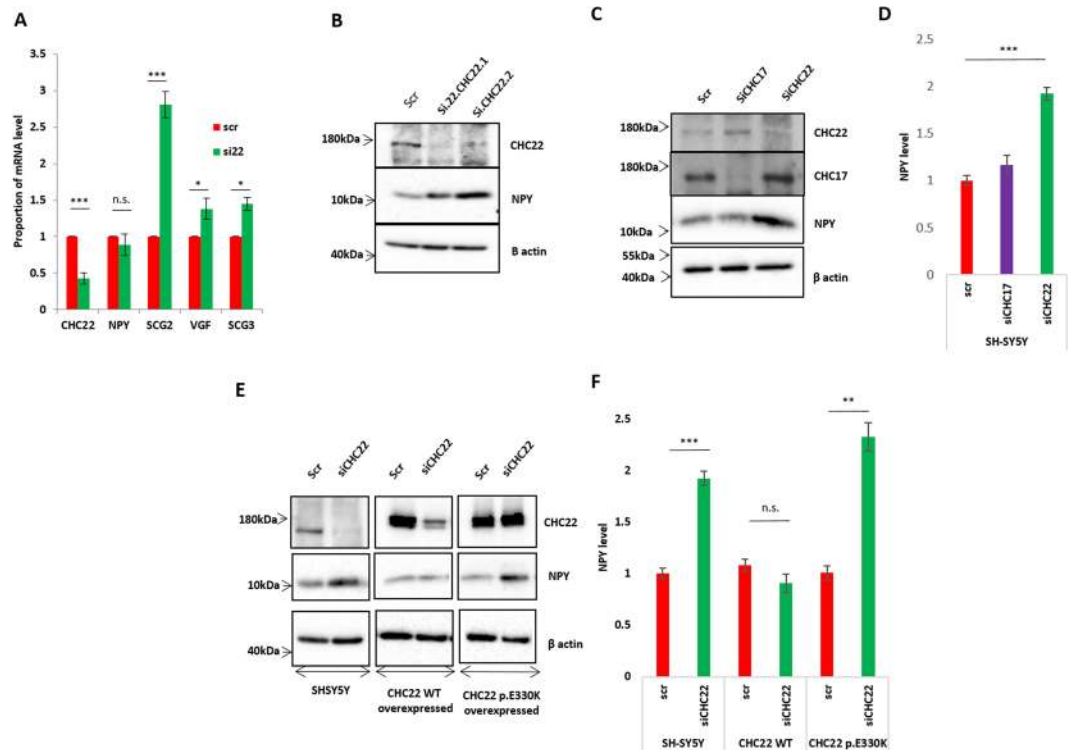 A
Proportion of mRNA level
3.5
3
2.5
2
1.5
1
0.5
0
***
n.s.
***
*
*
scr
si22
CHC22 NPY SCG2 VGF SCG3
B
Scr
Si.22.CHC22.1
Si.CHC22.2
180kDa
CHC22
10kDa
NPY
40kDa
B actin
C
Scr
SiCHC17
SiCHC22
180kDa
CHC22
180kDa
CHC17
10kDa
NPY
55kDa
40kDa
β actin
D
NPY level
2.5
2
1.5
1
0.5
0
***
scr
siCHC17
siCHC22
SH-SY5Y
E
Scr
siCHC22
Scr
siCHC22
Scr
siCHC22
180kDa
CHC22
10kDa
NPY
40kDa
β actin
SHSY5Y
CHC22 WT
overexpressed
CHC22 p.E330K
overexpressed
F
NPY level
2.5
2
1.5
1
0.5
0
***
n.s.
**
scr
siCHC22
scr
siCHC22
scr
siCHC22
SH-SY5Y
CHC22 WT
CHC22 p.E330K